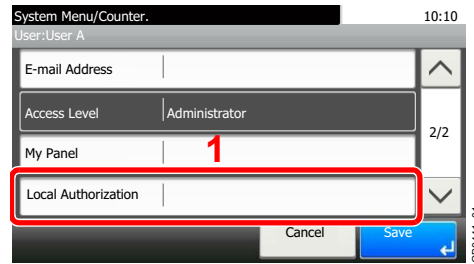 System Menu/Counter. 10:10
User:User A
E-mail Address
Access Level Administrator
2/2
My Panel 1
Local Authorization
Cancel Save